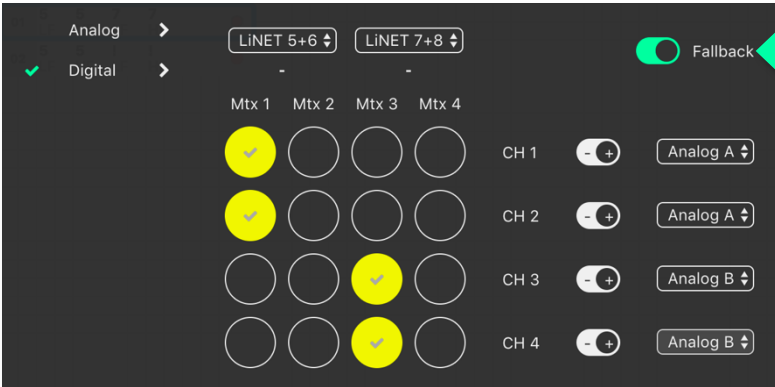 Analog
LiNET 5+6 LiNET 7+8
Fallback
Digital - -
Mtx 1 Mtx 2 Mtx 3 Mtx 4
CH 1 - + Analog A
CH 2 - + Analog A
CH 3 - + Analog B
CH 4 - + Analog B